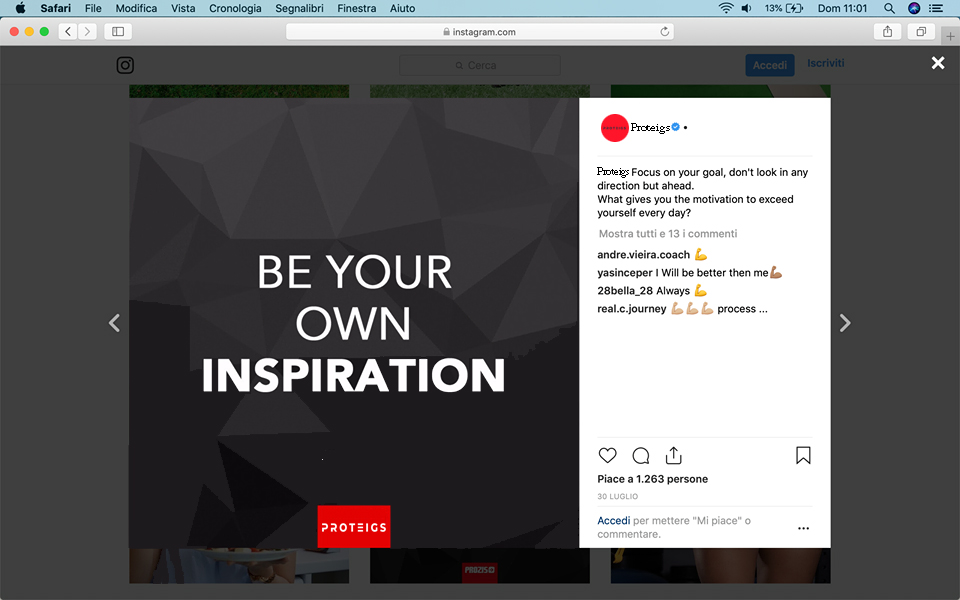 Safari File Modifica Vista Cronologia Segnalibri Finestra Aiuto 13% Dom 11:01
instagram.com
Cerca Accedi Iscriviti
BE YOUR
OWN
INSPIRATION
PROTEIGS
PROTEIGS
Proteigs •
Proteigs Focus on your goal, don't look in any
direction but ahead.
What gives you the motivation to exceed
yourself every day?
Mostra tutti e 13 i commenti
andre.vieira.coach 💪
yasinceper I Will be better then me💪🏽
28bella_28 Always 💪
real.c.journey 💪🏼💪🏼💪🏼 process ...
Piace a 1.263 persone
30 LUGLIO
Accedi per mettere "Mi piace" o
commentare.
PROZIS